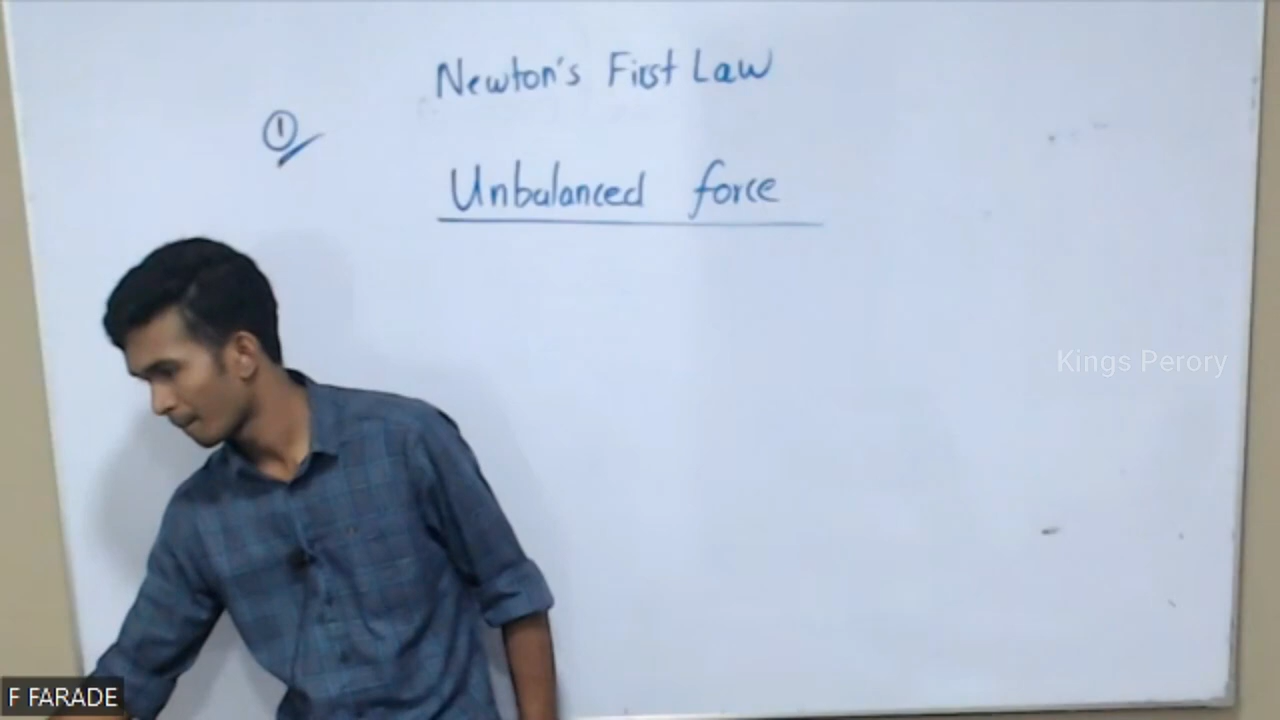 Newton's First Law
①
Unbalanced force
Kings Perory
F FARADE